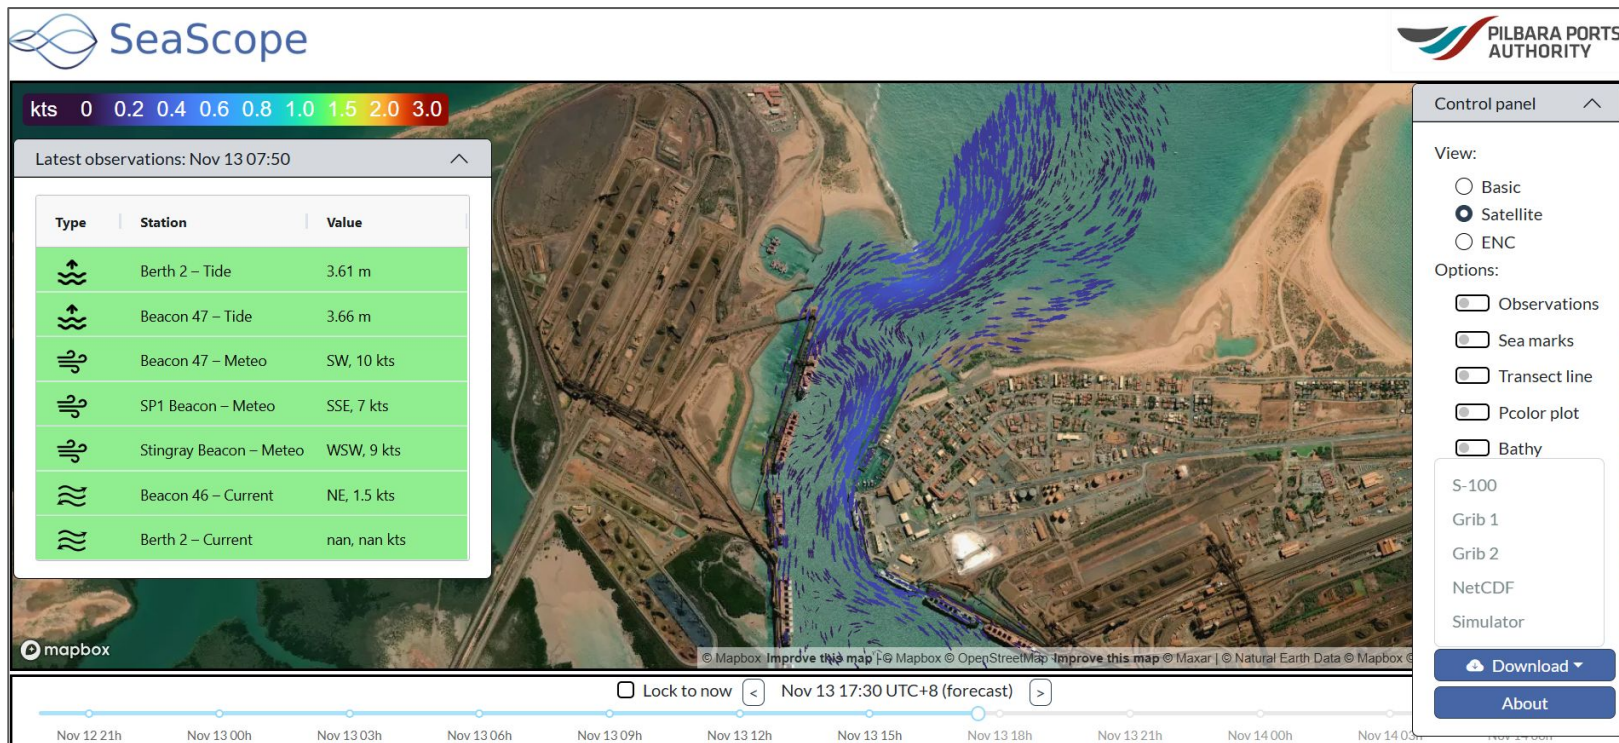 SeaScope
PILBARA PORTS
AUTHORITY
kts 0 0.2 0.4 0.6 0.8 1.0 1.5 2.0 3.0
Latest observations: Nov 13 07:50
Type Station Value
Berth 2 – Tide 3.61 m
Beacon 47 – Tide 3.66 m
Beacon 47 – Meteo SW, 10 kts
SP1 Beacon – Meteo SSE, 7 kts
Stingray Beacon – Meteo WSW, 9 kts
Beacon 46 – Current NE, 1.5 kts
Berth 2 – Current nan, nan kts
Control panel
View:
Basic
Satellite
ENC
Options:
Observations
Sea marks
Transect line
Pcolor plot
Bathy
S-100
Grib 1
Grib 2
NetCDF
Simulator
Download
About
mapbox
© Mapbox Improve this map | © Mapbox © OpenStreetMap Improve this map © Maxar | © Natural Earth Data © Mapbox ©
Lock to now < Nov 13 17:30 UTC+8 (forecast) >
Nov 12 21h Nov 13 00h Nov 13 03h Nov 13 06h Nov 13 09h Nov 13 12h Nov 13 15h Nov 13 18h Nov 13 21h Nov 14 00h Nov 14 03h